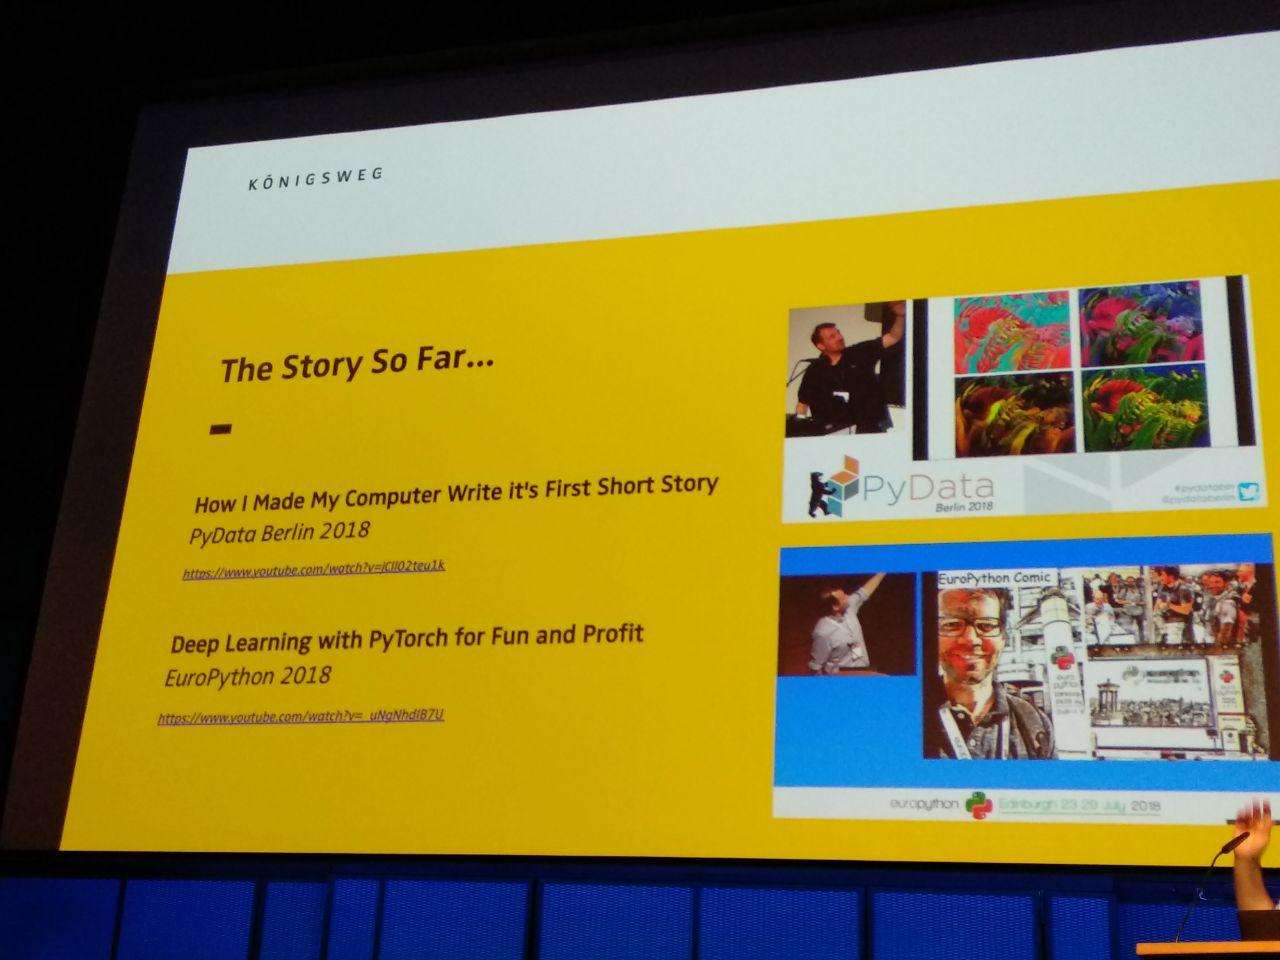 KÖNIGSWEG
The Story So Far...
How I Made My Computer Write it's First Short Story
PyData Berlin 2018
https://www.youtube.com/watch?v=jCll02teu1k
Deep Learning with PyTorch for Fun and Profit
EuroPython 2018
https://www.youtube.com/watch?v=_uNgNhdIB7U
PyData
Berlin 2018
#pydatabln
@pydataberlin
EuroPython Comic
europython Edinburgh 23-29 July 2018